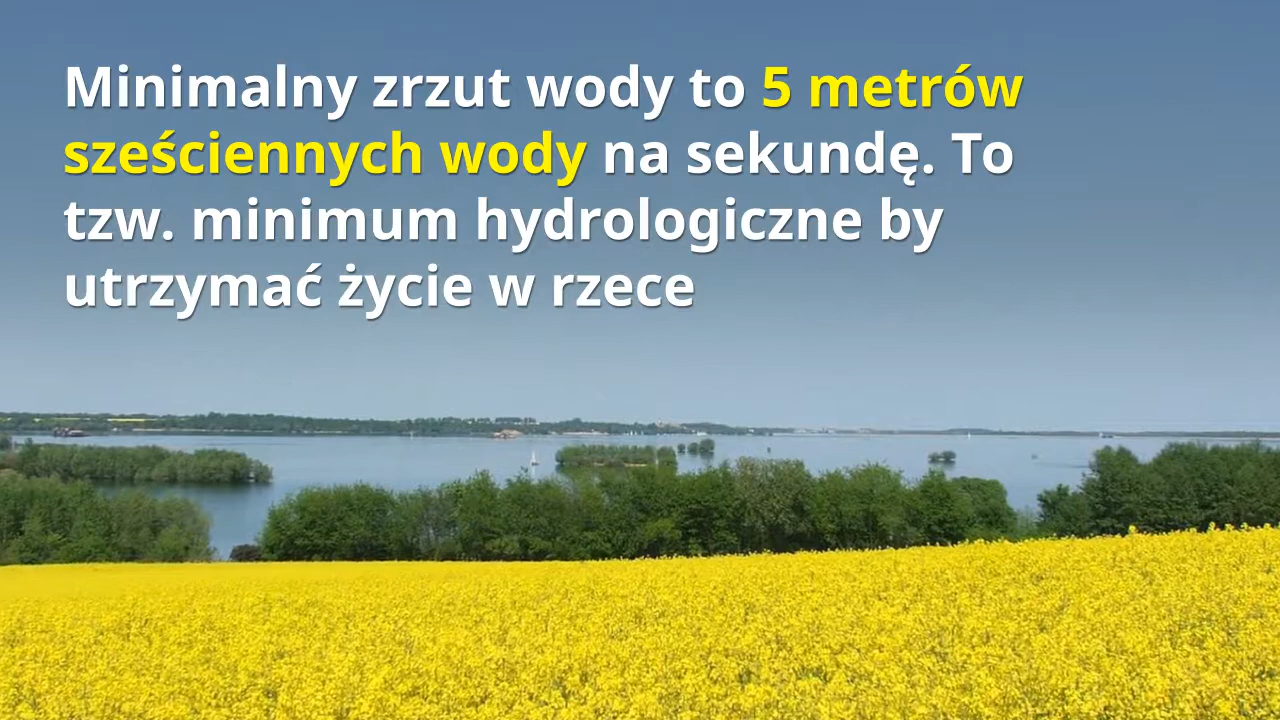 Minimalny zrzut wody to 5 metrów
sześciennych wody na sekundę. To
tzw. minimum hydrologiczne by
utrzymać życie w rzece